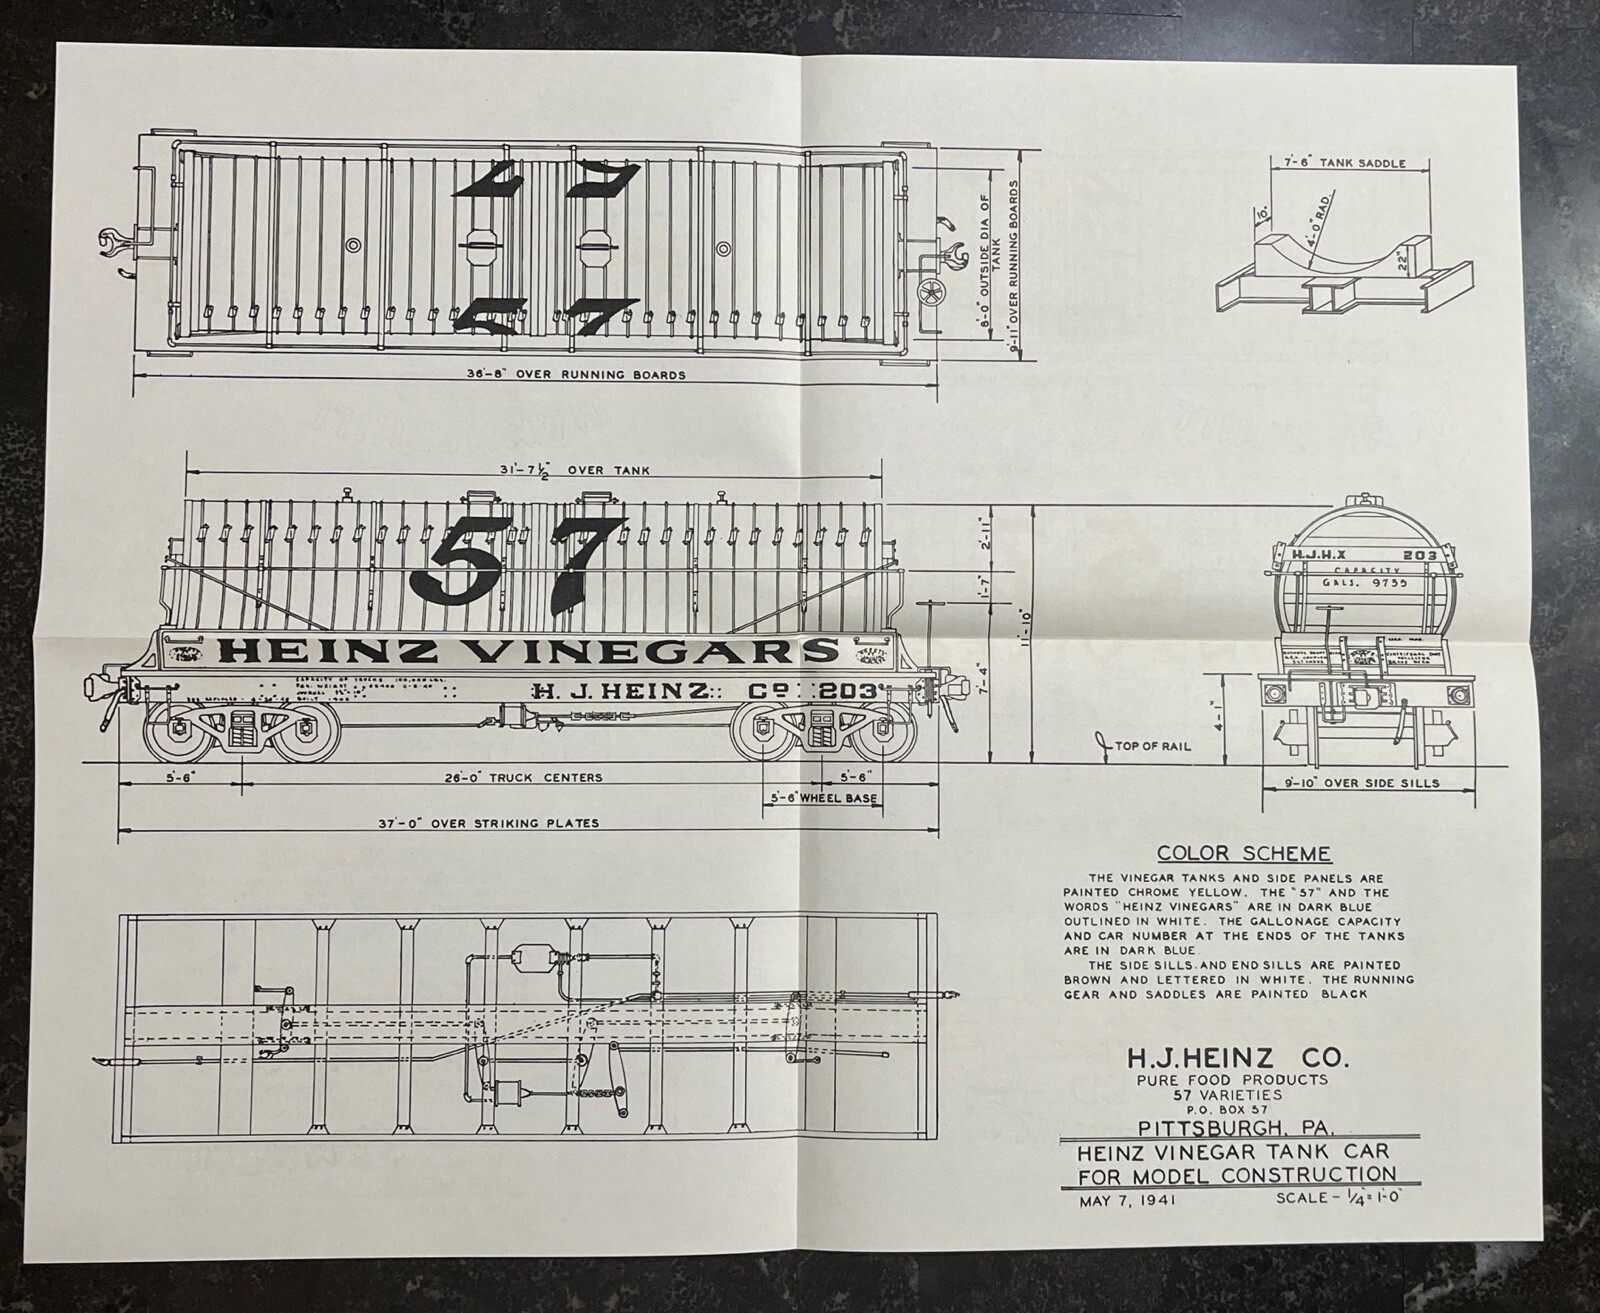 57
57
8'-0" OUTSIDE DIA OF
TANK
9'-11" OVER RUNNING BOARDS
36'-8" OVER RUNNING BOARDS
7'-6" TANK SADDLE
10"
4'-0" RAD.
22"
31'-7½" OVER TANK
57
HEINZ VINEGARS
CAPACITY OF TRUCKS 100,000 LBS.
H. J. HEINZ:: Cº :: 203
2'-11"
1'-7"
7'-4"
11'-10"
H.J.H.X 203
CAPACITY
GALS. 9755
4'-1"
TOP OF RAIL
5'-6"
26'-0" TRUCK CENTERS
5'-6"
5'-6" WHEEL BASE
37'-0" OVER STRIKING PLATES
9'-10" OVER SIDE SILLS
COLOR SCHEME
THE VINEGAR TANKS AND SIDE PANELS ARE
PAINTED CHROME YELLOW. THE "57" AND THE
WORDS "HEINZ VINEGARS" ARE IN DARK BLUE
OUTLINED IN WHITE. THE GALLONAGE CAPACITY
AND CAR NUMBER AT THE ENDS OF THE TANKS
ARE IN DARK BLUE.
THE SIDE SILLS AND END SILLS ARE PAINTED
BROWN AND LETTERED IN WHITE. THE RUNNING
GEAR AND SADDLES ARE PAINTED BLACK
H.J.HEINZ CO.
PURE FOOD PRODUCTS
57 VARIETIES
P.O. BOX 57
PITTSBURGH, PA.
HEINZ VINEGAR TANK CAR
FOR MODEL CONSTRUCTION
MAY 7, 1941 SCALE - ¼" = 1'-0"